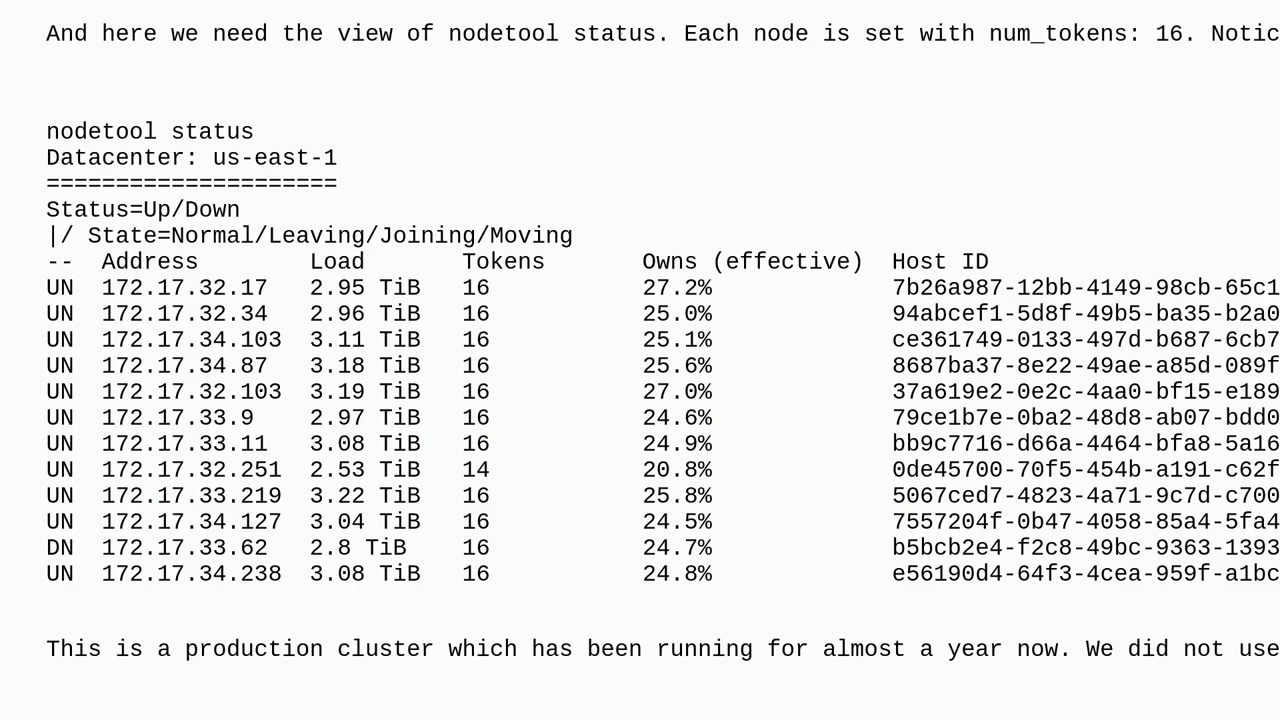 And here we need the view of nodetool status. Each node is set with num_tokens: 16. Notic
nodetool status
Datacenter: us-east-1
=====================
Status=Up/Down
|/ State=Normal/Leaving/Joining/Moving
--  Address        Load       Tokens       Owns (effective)  Host ID
UN  172.17.32.17   2.95 TiB   16           27.2%             7b26a987-12bb-4149-98cb-65c1
UN  172.17.32.34   2.96 TiB   16           25.0%             94abcef1-5d8f-49b5-ba35-b2a0
UN  172.17.34.103  3.11 TiB   16           25.1%             ce361749-0133-497d-b687-6cb7
UN  172.17.34.87   3.18 TiB   16           25.6%             8687ba37-8e22-49ae-a85d-089f
UN  172.17.32.103  3.19 TiB   16           27.0%             37a619e2-0e2c-4aa0-bf15-e189
UN  172.17.33.9    2.97 TiB   16           24.6%             79ce1b7e-0ba2-48d8-ab07-bdd0
UN  172.17.33.11   3.08 TiB   16           24.9%             bb9c7716-d66a-4464-bfa8-5a16
UN  172.17.32.251  2.53 TiB   14           20.8%             0de45700-70f5-454b-a191-c62f
UN  172.17.33.219  3.22 TiB   16           25.8%             5067ced7-4823-4a71-9c7d-c700
UN  172.17.34.127  3.04 TiB   16           24.5%             7557204f-0b47-4058-85a4-5fa4
DN  172.17.33.62   2.8 TiB    16           24.7%             b5bcb2e4-f2c8-49bc-9363-1393
UN  172.17.34.238  3.08 TiB   16           24.8%             e56190d4-64f3-4cea-959f-a1bc
This is a production cluster which has been running for almost a year now. We did not use